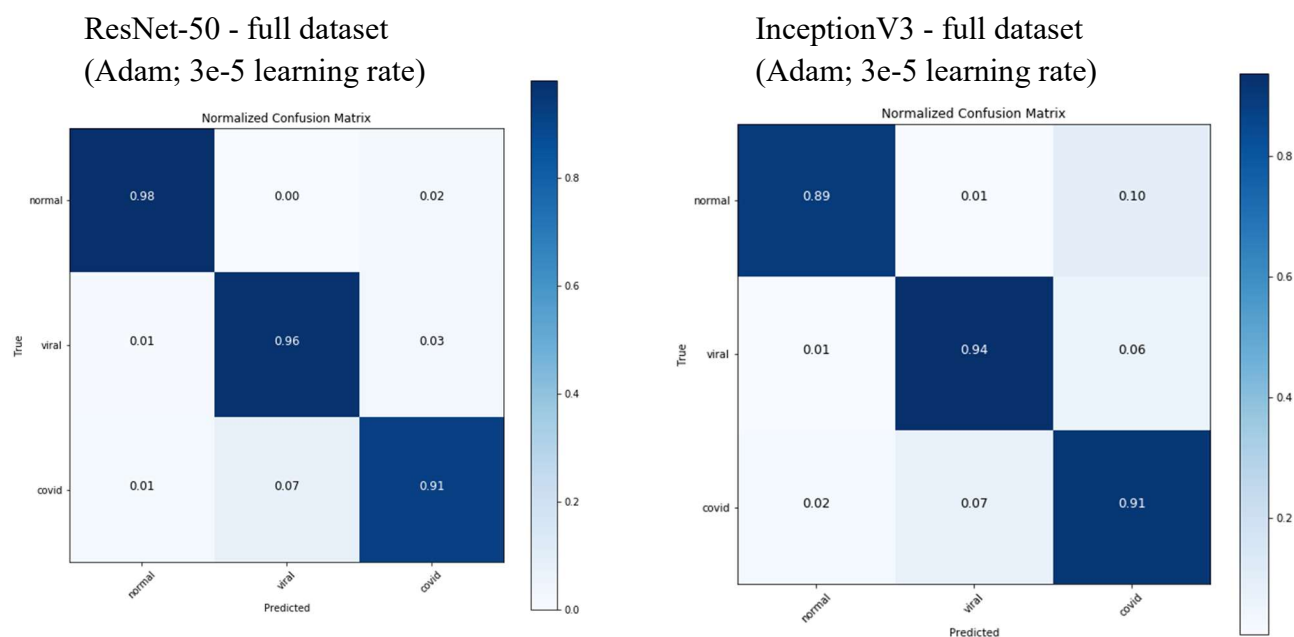 ResNet-50 - full dataset
(Adam; 3e-5 learning rate)
Normalized Confusion Matrix
normal 0.98 0.00 0.02
viral 0.01 0.96 0.03
covid 0.01 0.07 0.91
True
normal viral covid
Predicted
0.8
0.6
0.4
0.2
0.0
InceptionV3 - full dataset
(Adam; 3e-5 learning rate)
Normalized Confusion Matrix
normal 0.89 0.01 0.10
viral 0.01 0.94 0.06
covid 0.02 0.07 0.91
True
normal viral covid
Predicted
0.8
0.6
0.4
0.2